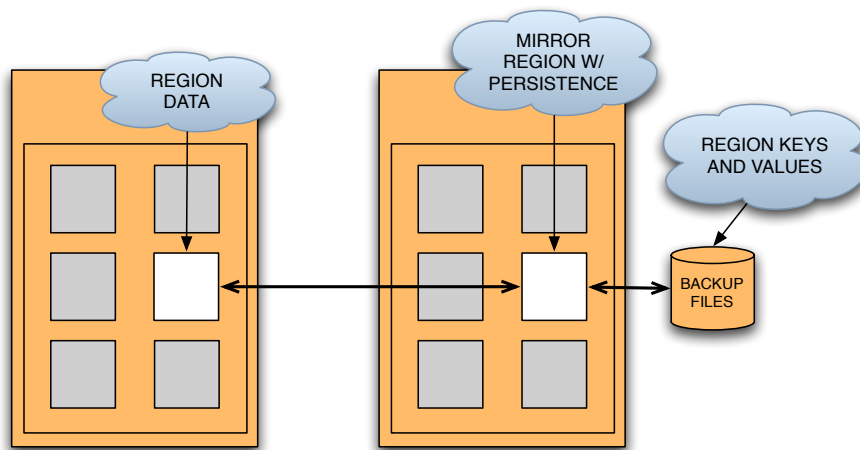 REGION
DATA
MIRROR
REGION W/
PERSISTENCE
REGION KEYS
AND VALUES
BACKUP
FILES